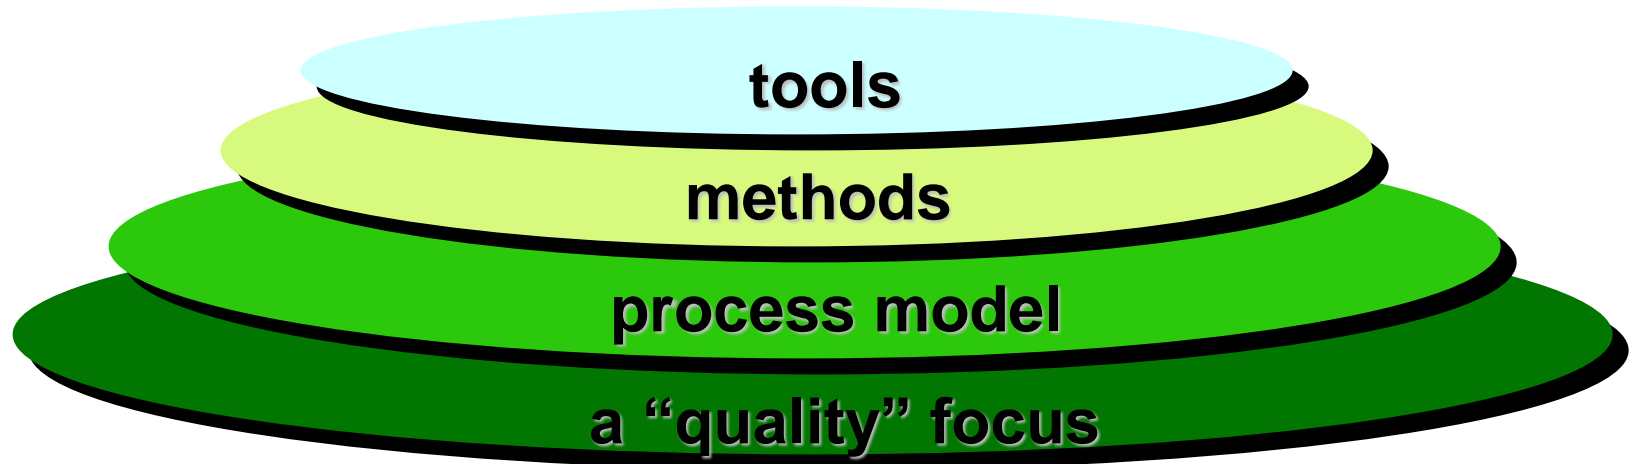 tools
methods
process model
a “quality” focus